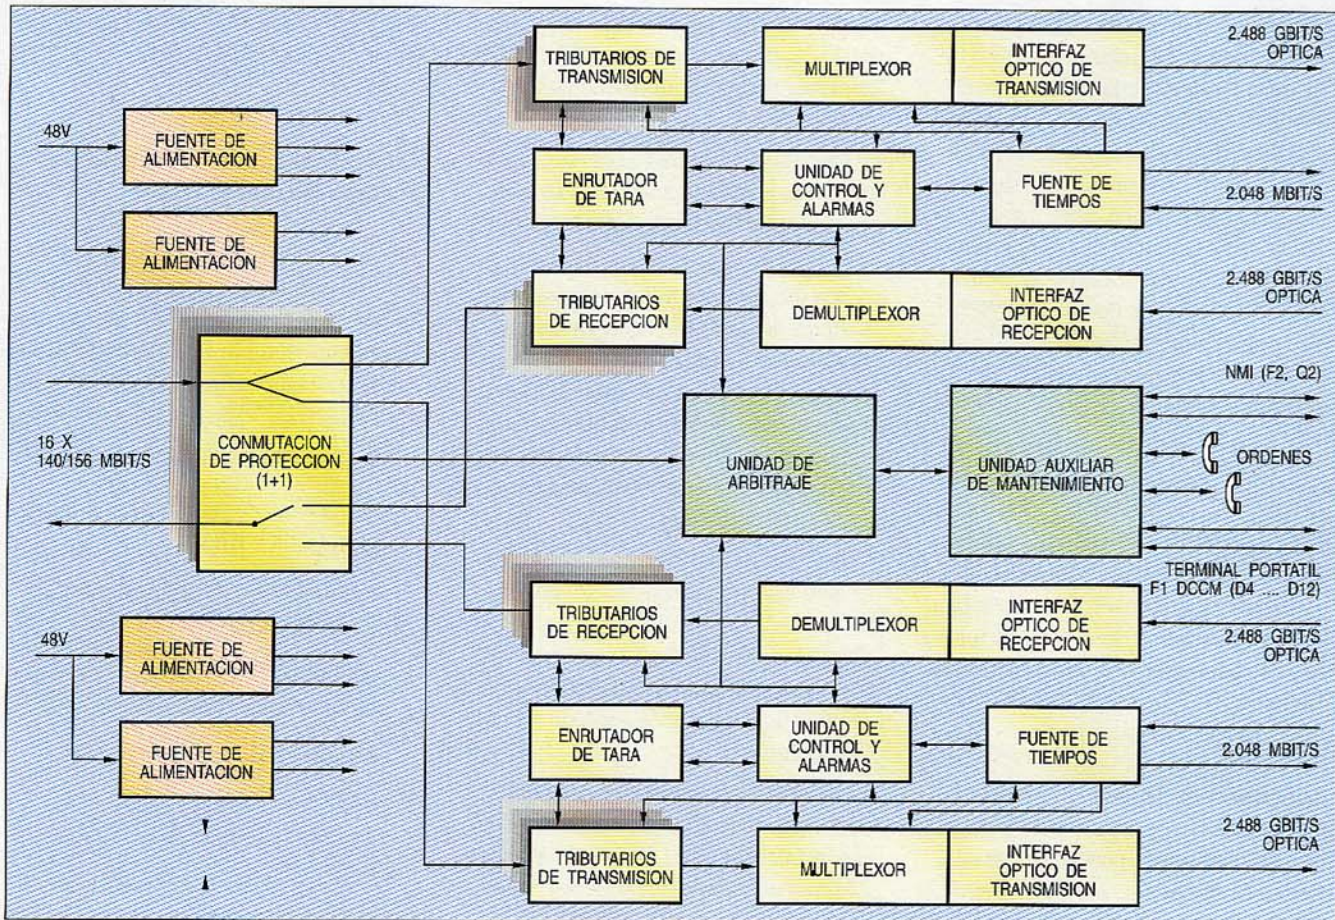 TRIBUTARIOS DE
TRANSMISION
MULTIPLEXOR
INTERFAZ
OPTICO DE
TRANSMISION
2.488 GBIT/S
OPTICA
48V
FUENTE DE
ALIMENTACION
FUENTE DE
ALIMENTACION
ENRUTADOR
DE TARA
UNIDAD DE
CONTROL Y
ALARMAS
FUENTE DE
TIEMPOS
2.048 MBIT/S
TRIBUTARIOS
DE RECEPCION
DEMULTIPLEXOR
INTERFAZ
OPTICO DE
RECEPCION
2.488 GBIT/S
OPTICA
16 X
140/156 MBIT/S
CONMUTACION
DE PROTECCION
(1+1)
UNIDAD DE
ARBITRAJE
UNIDAD AUXILIAR
DE MANTENIMIENTO
NMI (F2, Q2)
ORDENES
TERMINAL PORTATIL
F1 DCCM (D4 .... D12)
TRIBUTARIOS
DE RECEPCION
DEMULTIPLEXOR
INTERFAZ
OPTICO DE
RECEPCION
2.488 GBIT/S
OPTICA
48V
FUENTE DE
ALIMENTACION
FUENTE DE
ALIMENTACION
ENRUTADOR
DE TARA
UNIDAD DE
CONTROL Y
ALARMAS
FUENTE DE
TIEMPOS
2.048 MBIT/S
TRIBUTARIOS
DE TRANSMISION
MULTIPLEXOR
INTERFAZ
OPTICO DE
TRANSMISION
2.488 GBIT/S
OPTICA